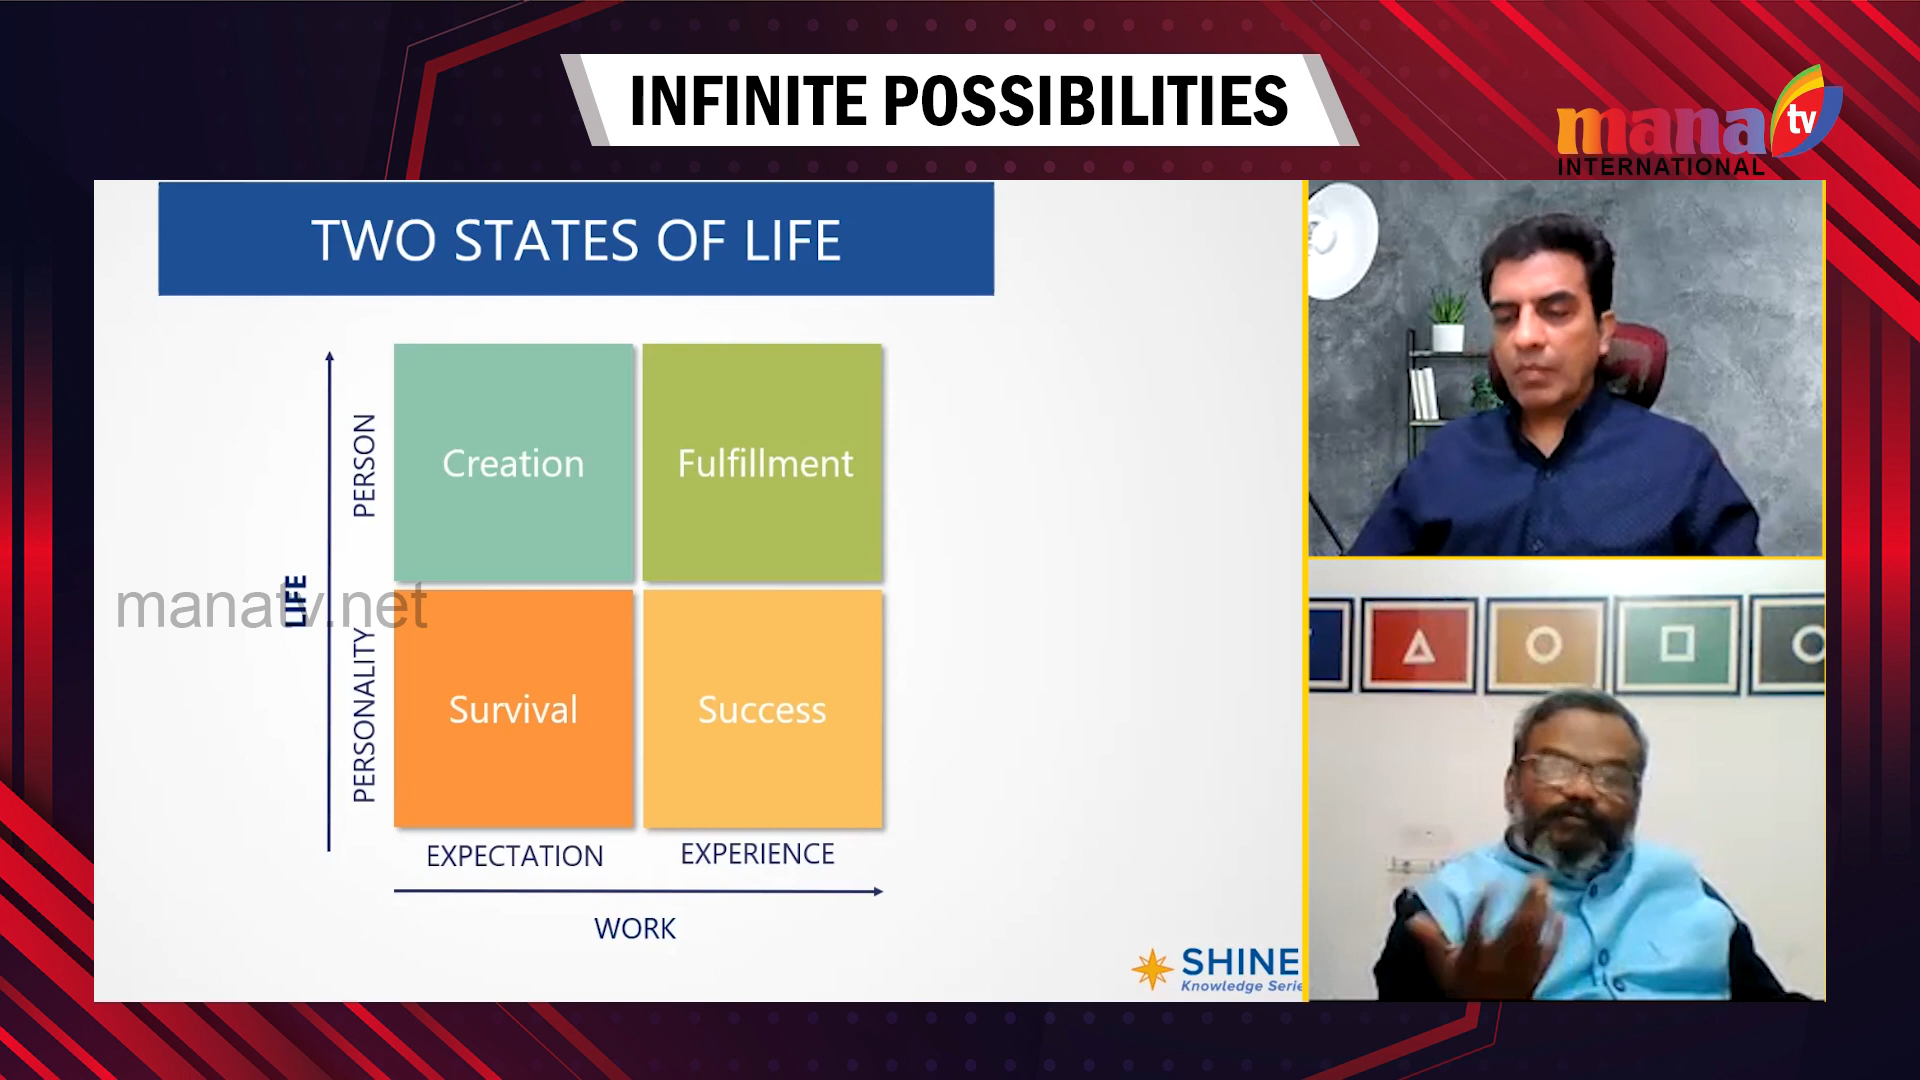 INFINITE POSSIBILITIES
mana tv
INTERNATIONAL
TWO STATES OF LIFE
PERSON
Creation
Fulfillment
LIFE
manatv.net
PERSONALITY
Survival
Success
EXPECTATION
EXPERIENCE
WORK
SHINE
Knowledge Serie